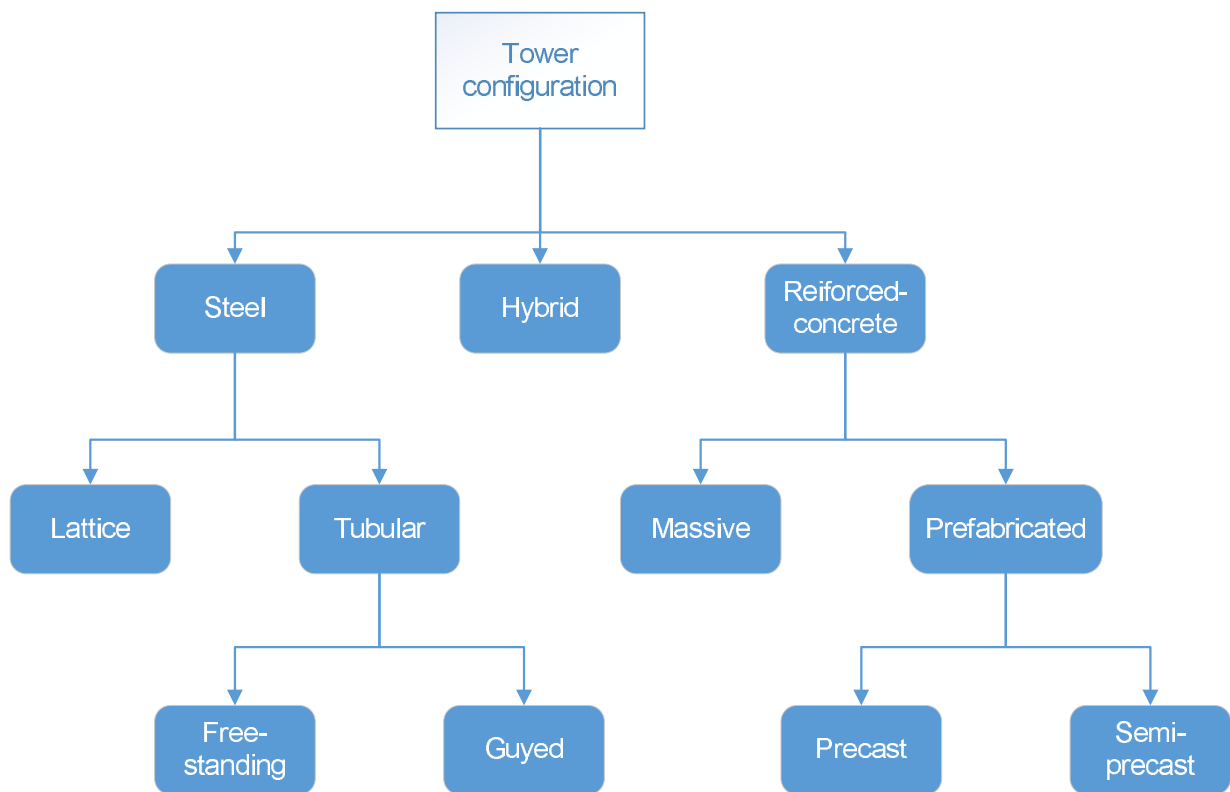 Tower
configuration
Steel
Hybrid
Reiforced-
concrete
Lattice
Tubular
Massive
Prefabricated
Free-
standing
Guyed
Precast
Semi-
precast